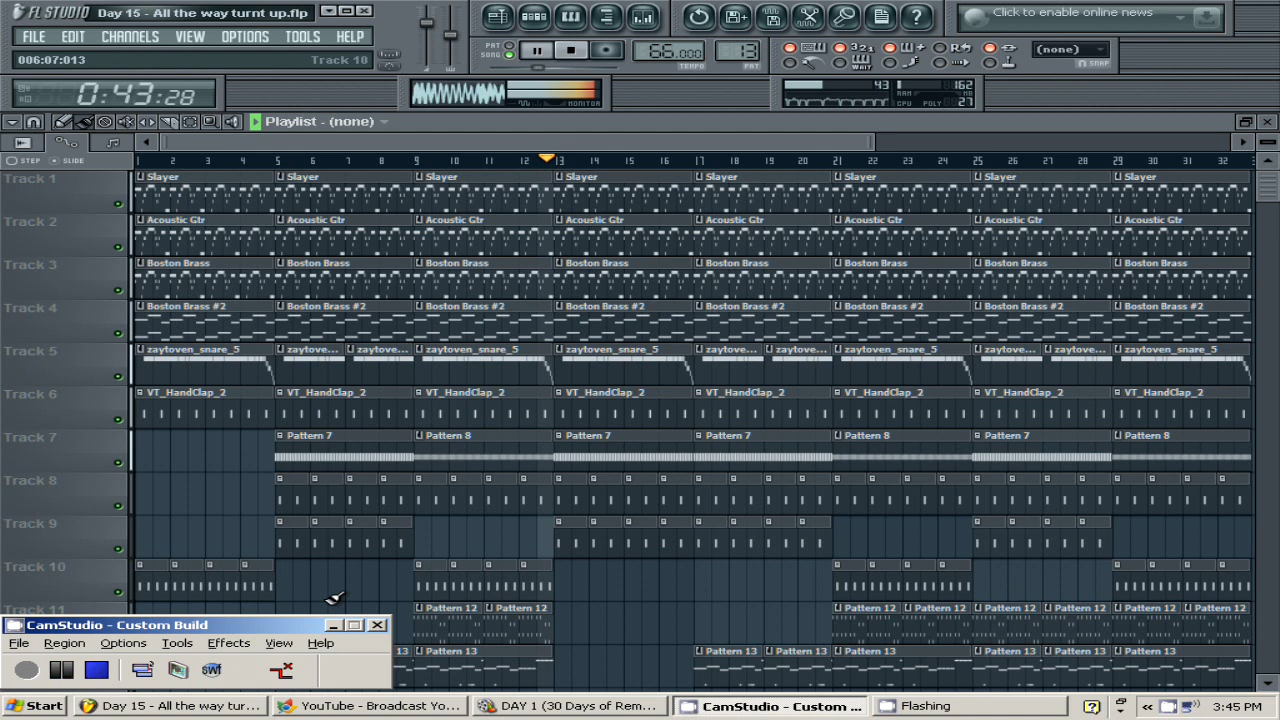 FL STUDIO Day 15 - All the way turnt up.flp
Click to enable online news
FILE EDIT CHANNELS VIEW OPTIONS TOOLS HELP
PAT SONG 66.000 TEMPO 13 PAT 321 WAIT (none) SNAP
006:07:013 Track 10
0:43:28 MONITOR 43 162 RAM CPU POLY 27
Playlist - (none)
STEP SLIDE 1 2 3 4 5 6 7 8 9 10 11 12 13 14 15 16 17 18 19 20 21 22 23 24 25 26 27 28 29 30 31 32
Track 1 Slayer Slayer Slayer Slayer Slayer Slayer Slayer Slayer
Track 2 Acoustic Gtr Acoustic Gtr Acoustic Gtr Acoustic Gtr Acoustic Gtr Acoustic Gtr Acoustic Gtr Acoustic Gtr
Track 3 Boston Brass Boston Brass Boston Brass Boston Brass Boston Brass Boston Brass Boston Brass Boston Brass
Track 4 Boston Brass #2 Boston Brass #2 Boston Brass #2 Boston Brass #2 Boston Brass #2 Boston Brass #2 Boston Brass #2 Boston Brass #2
Track 5 zaytoven_snare_5 zaytove... zaytove... zaytoven_snare_5 zaytoven_snare_5 zaytove... zaytove... zaytoven_snare_5 zaytove... zaytove... zaytoven_snare_5
Track 6 VT_HandClap_2 VT_HandClap_2 VT_HandClap_2 VT_HandClap_2 VT_HandClap_2 VT_HandClap_2 VT_HandClap_2 VT_HandClap_2
Track 7 Pattern 7 Pattern 8 Pattern 7 Pattern 7 Pattern 8 Pattern 7 Pattern 8
Track 8
Track 9
Track 10
Track 11 Pattern 12 Pattern 12 Pattern 12 Pattern 12 Pattern 12 Pattern 12 Pattern 12 Pattern 12
13 Pattern 13 Pattern 13 Pattern 13 Pattern 13 Pattern 13 Pattern 13 Pattern 13
CamStudio - Custom Build
File Region Options Tools Effects View Help
SWF
Start Day 15 - All the way tur... YouTube - Broadcast Yo... DAY 1 (30 Days of Rem... CamStudio - Custom ... Flashing 3:45 PM